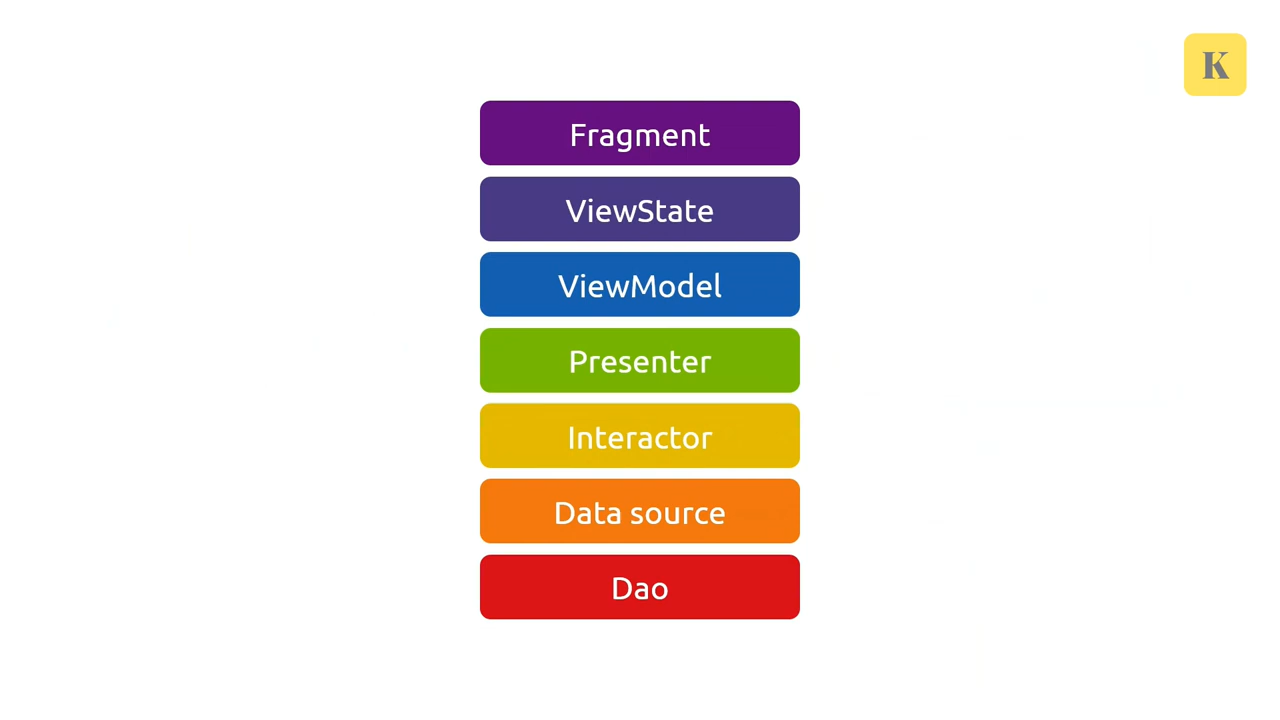 K
Fragment
ViewState
ViewModel
Presenter
Interactor
Data source
Dao